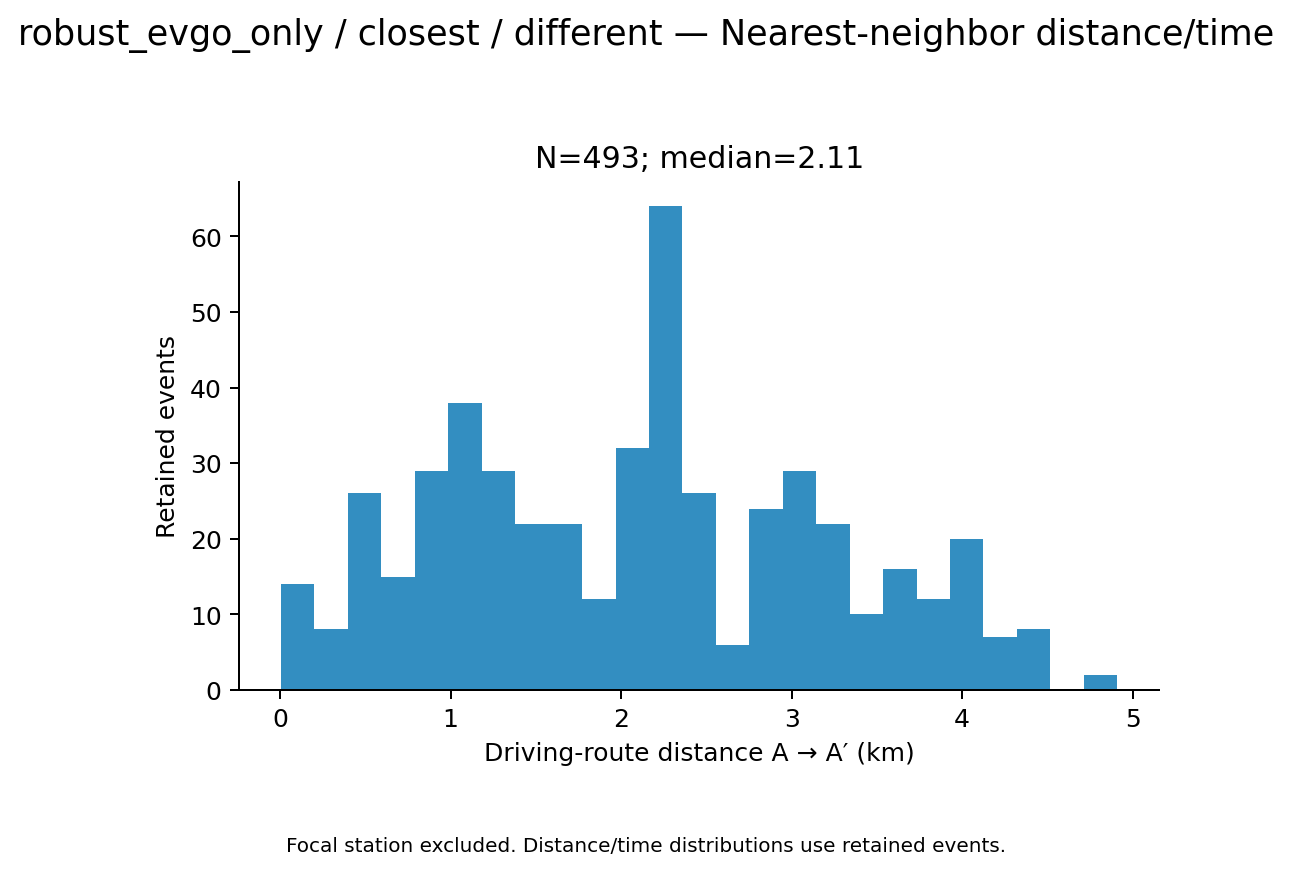 robust_evgo_only / closest / different — Nearest-neighbor distance/time
N=493; median=2.11
Retained events
60
50
40
30
20
10
0
0 1 2 3 4 5
Driving-route distance A → A′ (km)
Focal station excluded. Distance/time distributions use retained events.